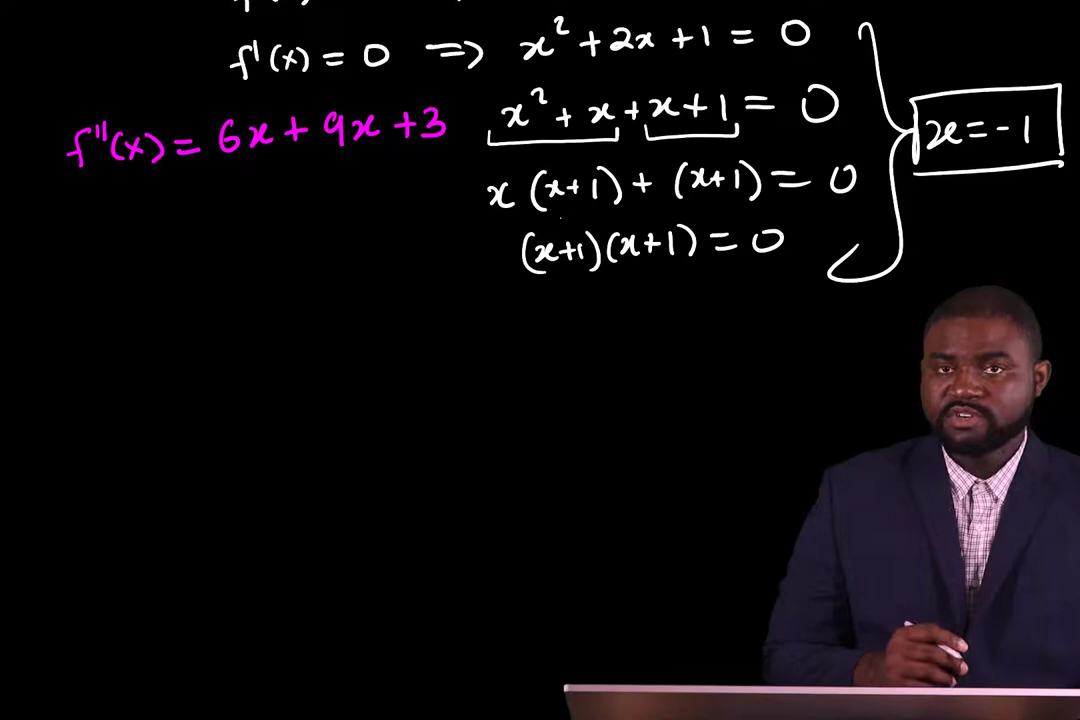 f'(x) = 0 ⟹ x² + 2x + 1 = 0
x² + x + x + 1 = 0
f''(x) = 6x + 9x + 3
x = -1
x (x+1) + (x+1) = 0
(x+1)(x+1) = 0